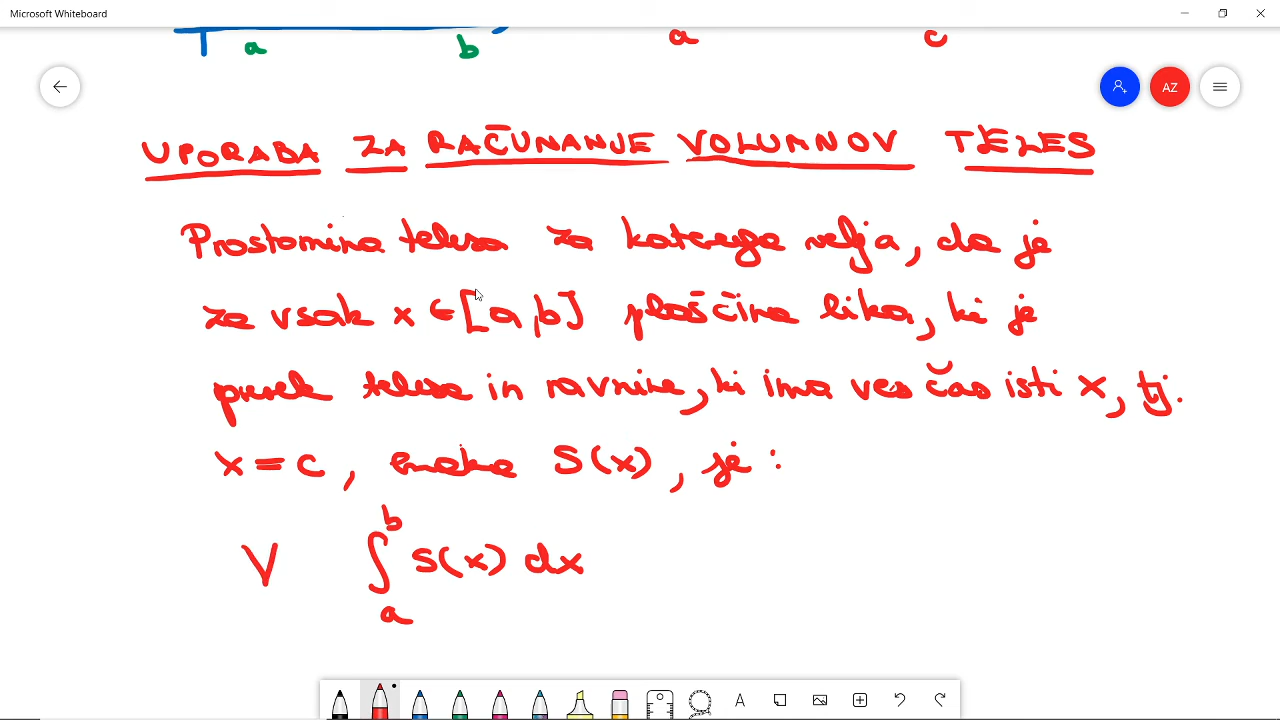 Microsoft Whiteboard
a b a c
AZ
UPORABA ZA RAČUNANJE VOLUMNOV TELES
Prostornina telesa za katerega velja, da je
za vsak x ∈ [a, b] ploščina lika, ki je
presek telesa in ravnine, ki ima ves čas isti x, tj.
x = c, enaka S(x), je:
V ∫_a^b S(x) dx
A